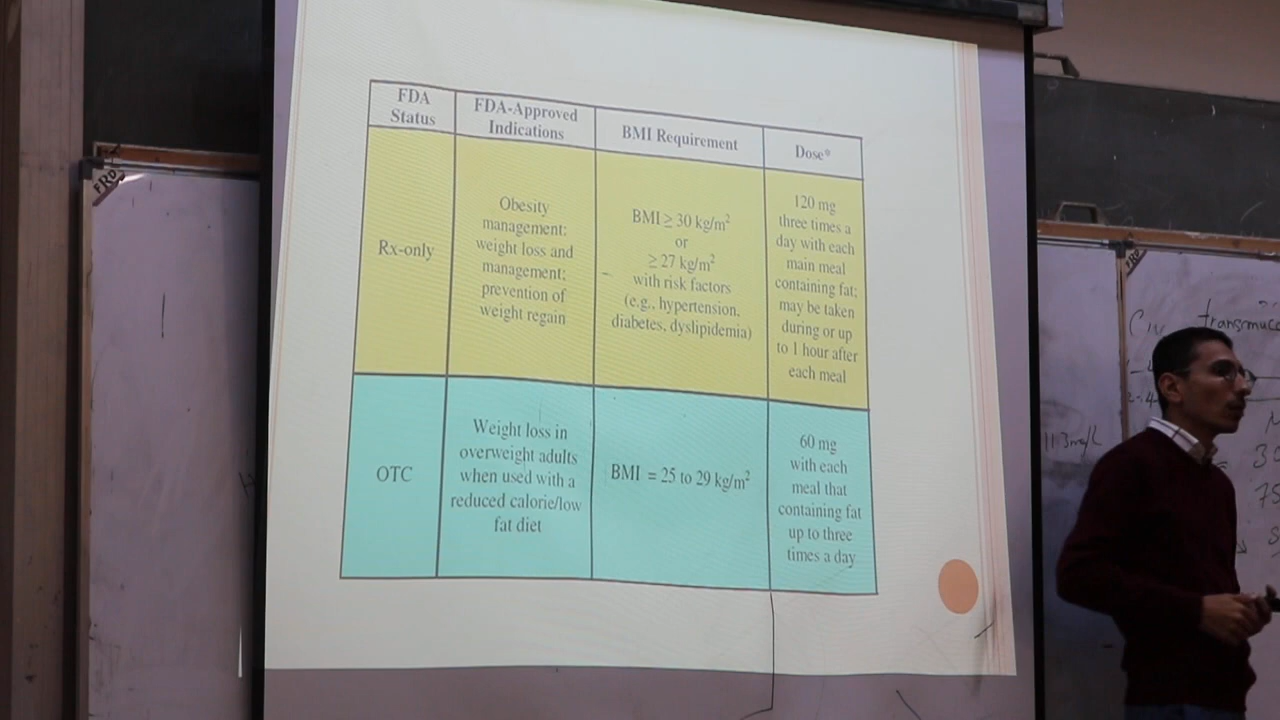 FDA
Status
FDA-Approved
Indications
BMI Requirement
Dose*
Rx-only
Obesity
management:
weight loss and
management;
prevention of
weight regain
BMI ≥ 30 kg/m²
or
≥ 27 kg/m²
with risk factors
(e.g., hypertension,
diabetes, dyslipidemia)
120 mg
three times a
day with each
main meal
containing fat;
may be taken
during or up
to 1 hour after
each meal
OTC
Weight loss in
overweight adults
when used with a
reduced calorie/low
fat diet
BMI = 25 to 29 kg/m²
60 mg
with each
meal that
containing fat
up to three
times a day